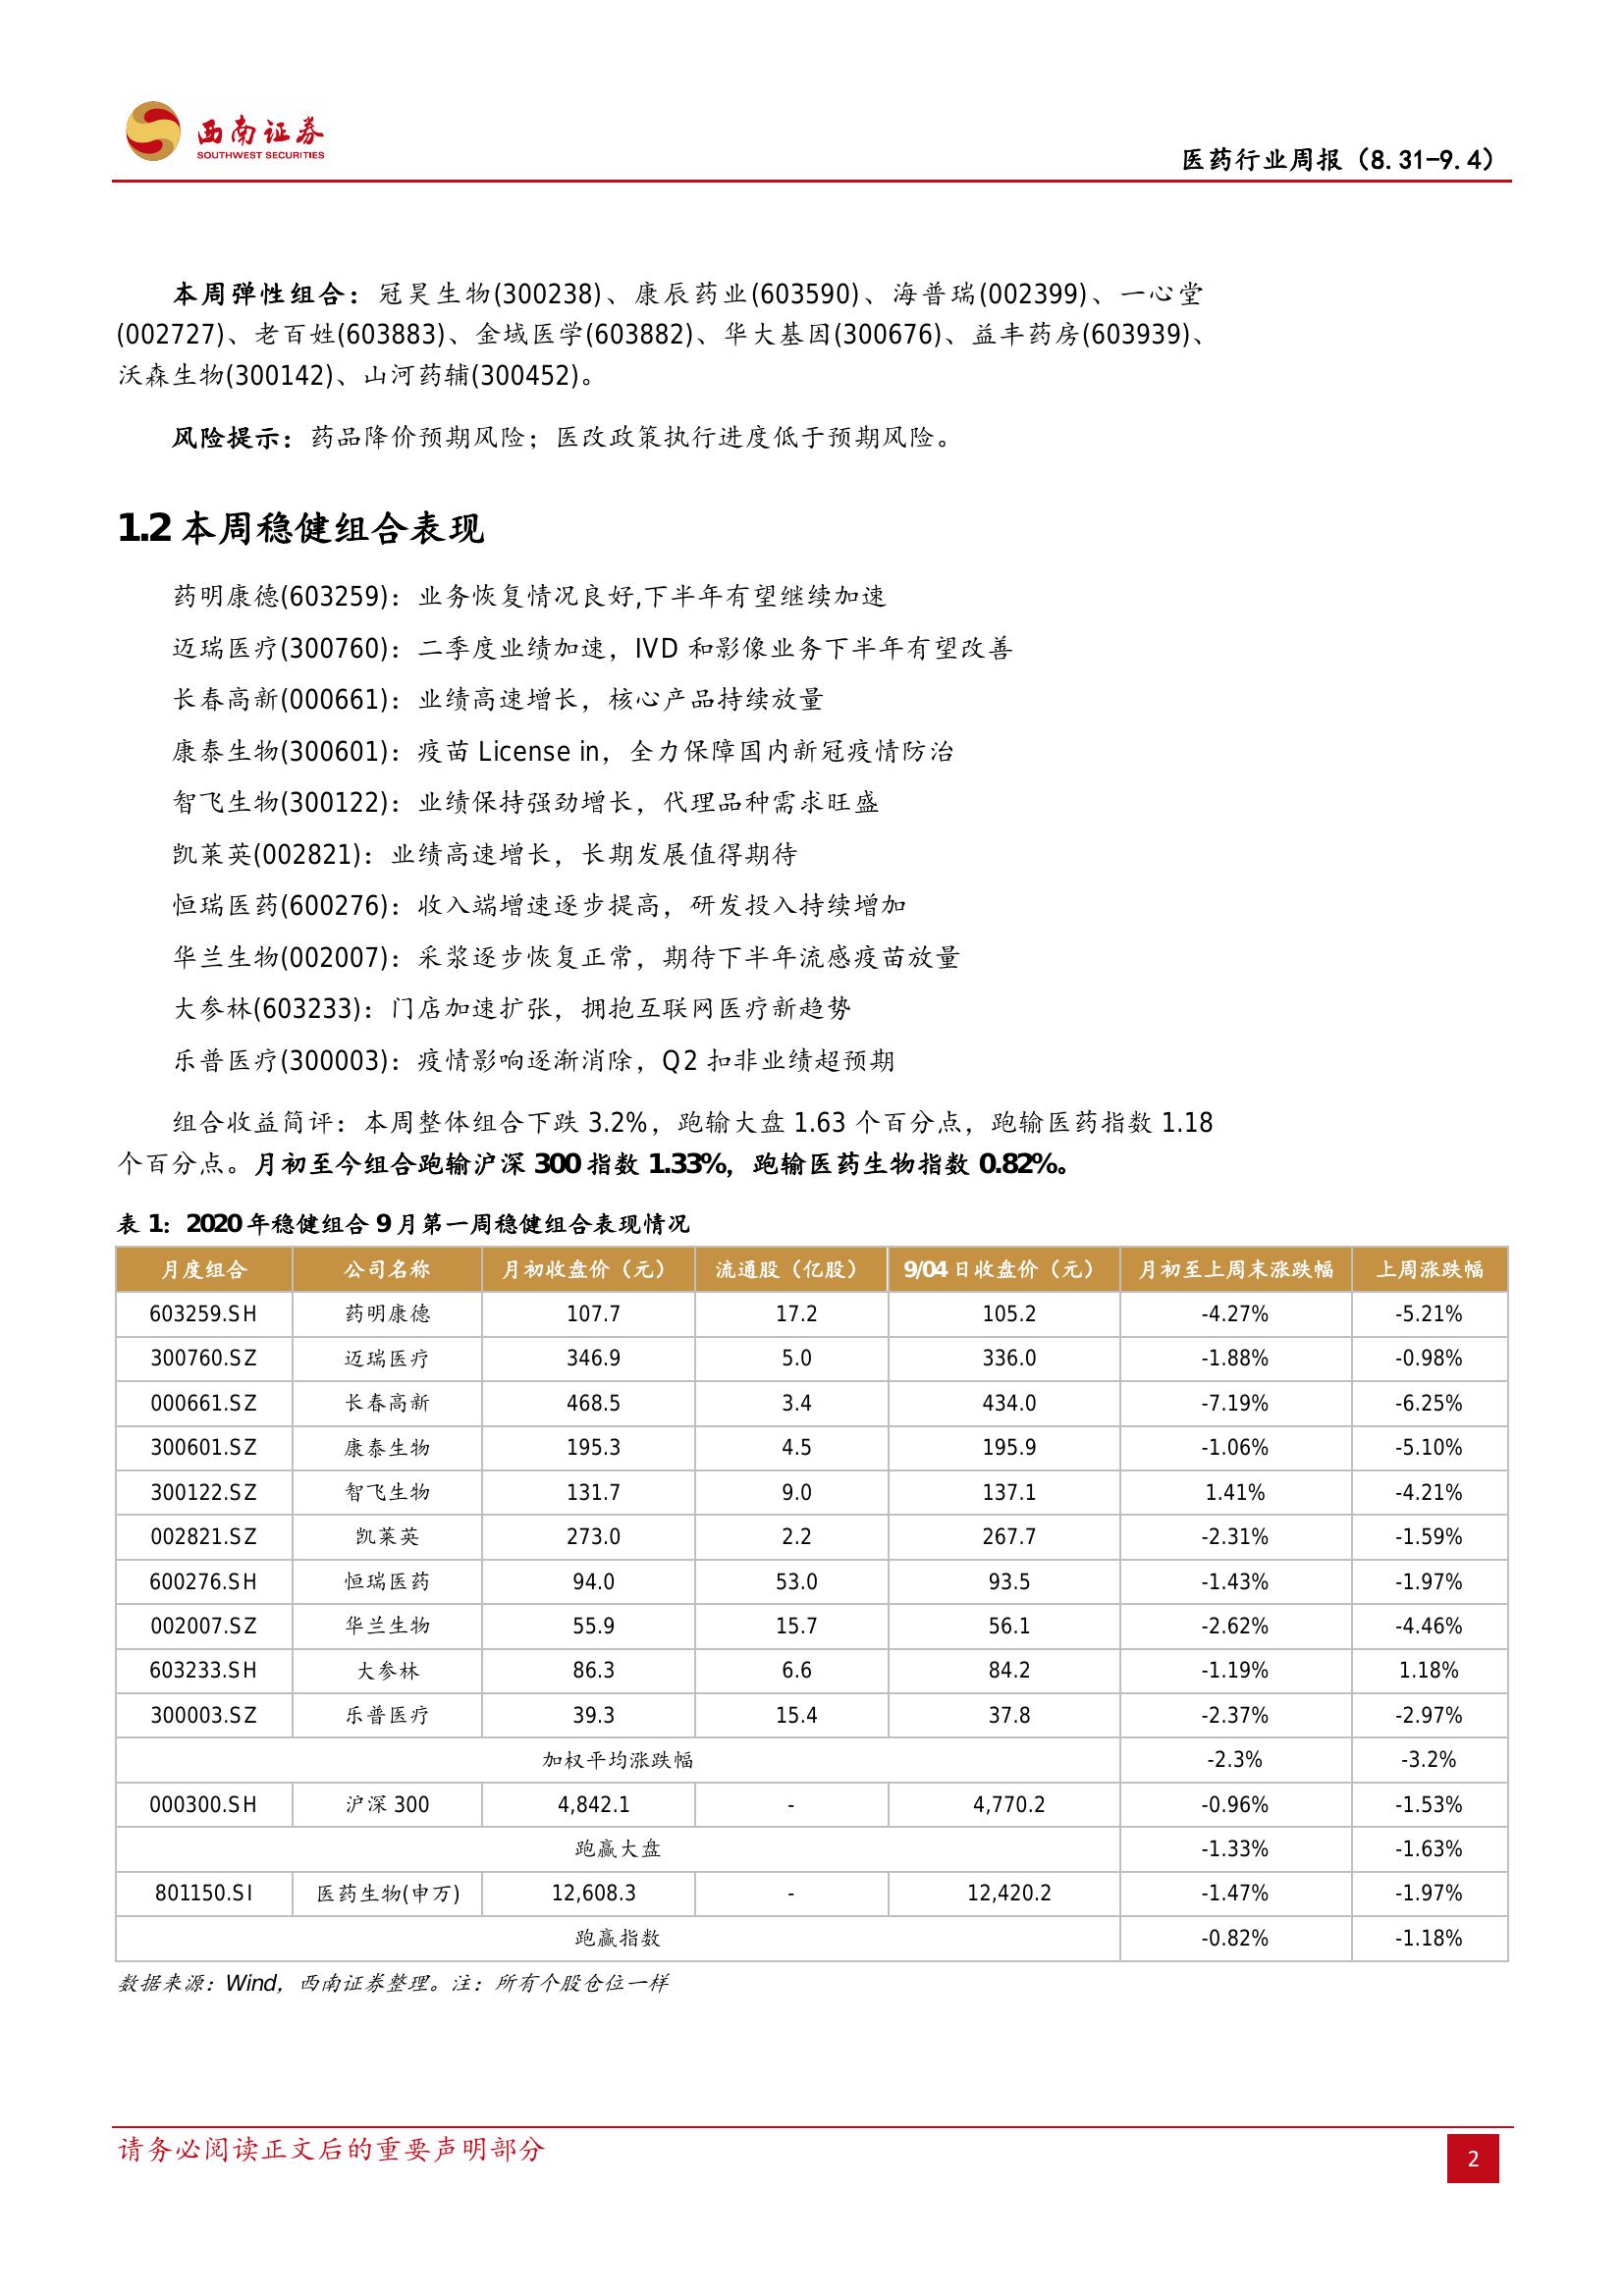 西南证券
SOUTHWEST SECURITIES
医药行业周报（8.31-9.4）
本周弹性组合：冠昊生物(300238)、康辰药业(603590)、海普瑞(002399)、一心堂
(002727)、老百姓(603883)、金域医学(603882)、华大基因(300676)、益丰药房(603939)、
沃森生物(300142)、山河药辅(300452)。
风险提示：药品降价预期风险；医改政策执行进度低于预期风险。
1.2 本周稳健组合表现
药明康德(603259)：业务恢复情况良好,下半年有望继续加速
迈瑞医疗(300760)：二季度业绩加速，IVD 和影像业务下半年有望改善
长春高新(000661)：业绩高速增长，核心产品持续放量
康泰生物(300601)：疫苗 License in，全力保障国内新冠疫情防治
智飞生物(300122)：业绩保持强劲增长，代理品种需求旺盛
凯莱英(002821)：业绩高速增长，长期发展值得期待
恒瑞医药(600276)：收入端增速逐步提高，研发投入持续增加
华兰生物(002007)：采浆逐步恢复正常，期待下半年流感疫苗放量
大参林(603233)：门店加速扩张，拥抱互联网医疗新趋势
乐普医疗(300003)：疫情影响逐渐消除，Q2 扣非业绩超预期
组合收益简评：本周整体组合下跌 3.2%，跑输大盘 1.63 个百分点，跑输医药指数 1.18
个百分点。月初至今组合跑输沪深 300 指数 1.33%，跑输医药生物指数 0.82%。
表 1：2020 年稳健组合 9 月第一周稳健组合表现情况
月度组合 公司名称 月初收盘价（元） 流通股（亿股） 9/04 日收盘价（元） 月初至上周末涨跌幅 上周涨跌幅
603259.SH 药明康德 107.7 17.2 105.2 -4.27% -5.21%
300760.SZ 迈瑞医疗 346.9 5.0 336.0 -1.88% -0.98%
000661.SZ 长春高新 468.5 3.4 434.0 -7.19% -6.25%
300601.SZ 康泰生物 195.3 4.5 195.9 -1.06% -5.10%
300122.SZ 智飞生物 131.7 9.0 137.1 1.41% -4.21%
002821.SZ 凯莱英 273.0 2.2 267.7 -2.31% -1.59%
600276.SH 恒瑞医药 94.0 53.0 93.5 -1.43% -1.97%
002007.SZ 华兰生物 55.9 15.7 56.1 -2.62% -4.46%
603233.SH 大参林 86.3 6.6 84.2 -1.19% 1.18%
300003.SZ 乐普医疗 39.3 15.4 37.8 -2.37% -2.97%
加权平均涨跌幅 -2.3% -3.2%
000300.SH 沪深 300 4,842.1 - 4,770.2 -0.96% -1.53%
跑赢大盘 -1.33% -1.63%
801150.SI 医药生物(申万) 12,608.3 - 12,420.2 -1.47% -1.97%
跑赢指数 -0.82% -1.18%
数据来源：Wind，西南证券整理。注：所有个股仓位一样
请务必阅读正文后的重要声明部分
2